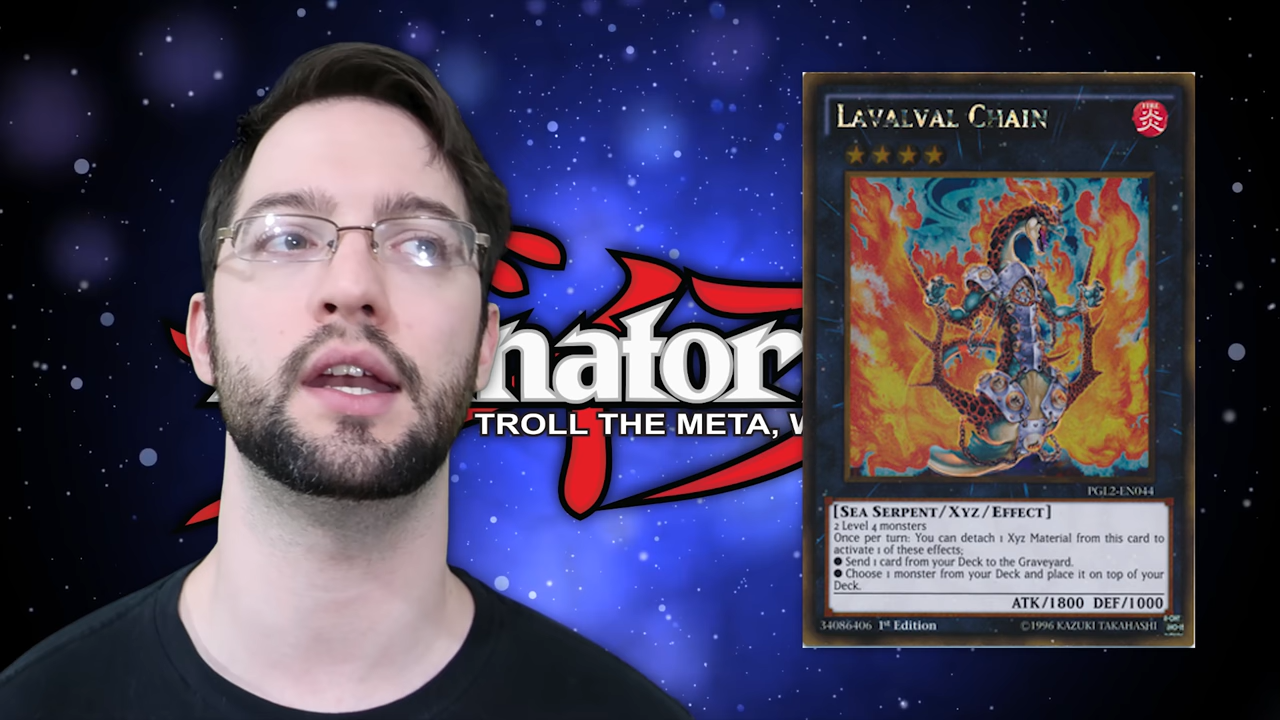 LAVALVAL CHAIN
FIRE
炎
nator
TROLL THE META,
PGL2-EN044
[SEA SERPENT/XYZ/EFFECT]
2 Level 4 monsters
Once per turn: You can detach 1 Xyz Material from this card to
activate 1 of these effects;
● Send 1 card from your Deck to the Graveyard.
● Choose 1 monster from your Deck and place it on top of your
Deck.
ATK/1800 DEF/1000
34086406 1st Edition ©1996 KAZUKI TAKAHASHI